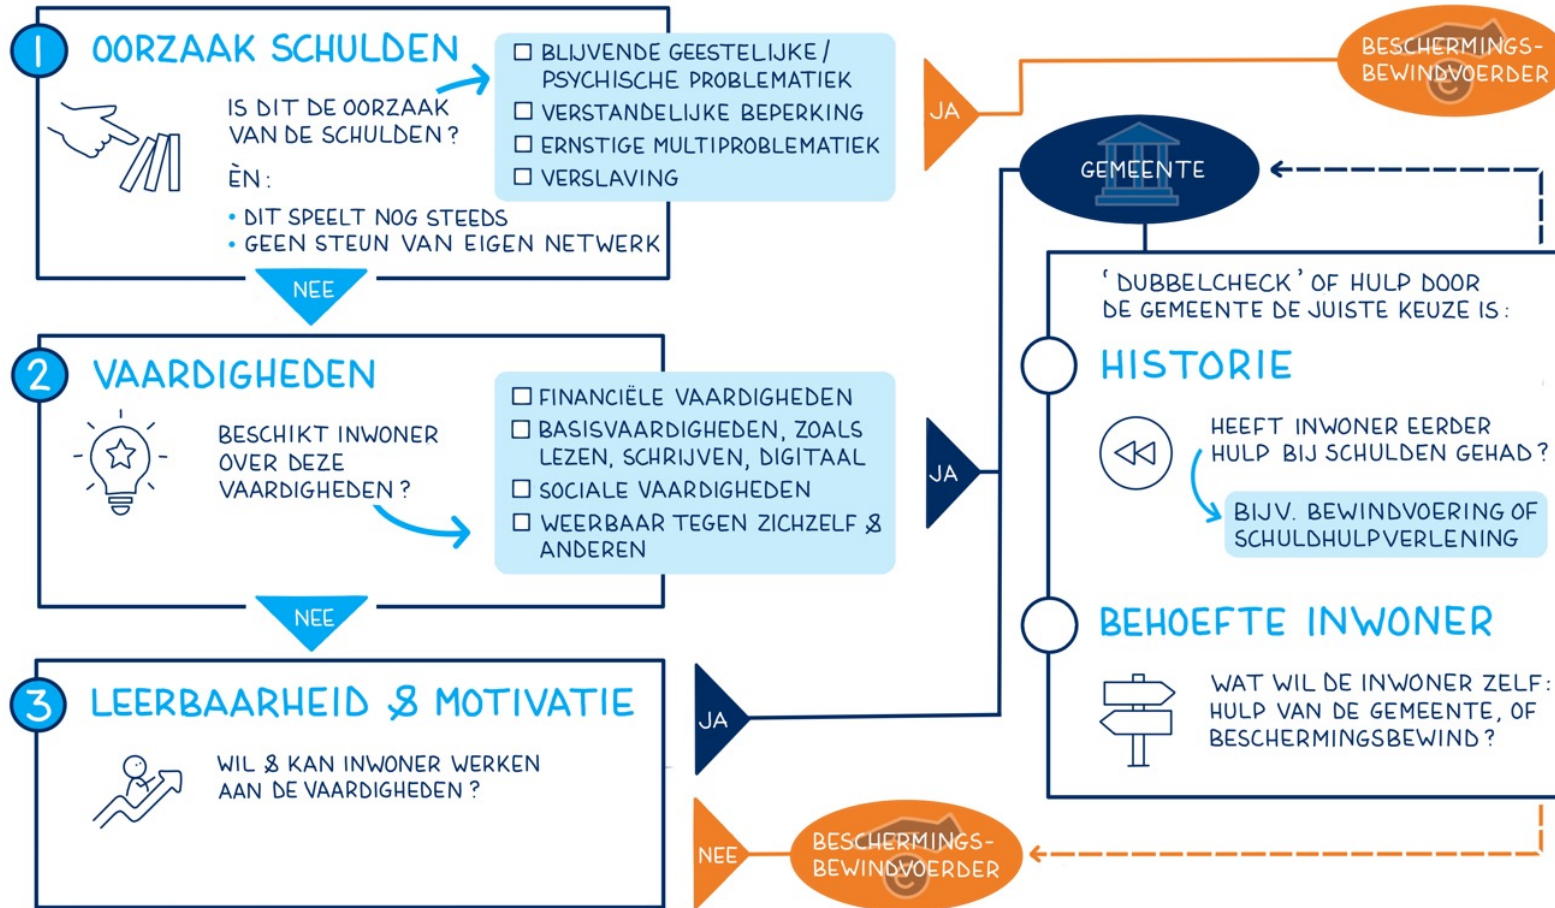 1 OORZAAK SCHULDEN
IS DIT DE OORZAAK
VAN DE SCHULDEN?
ÈN:
• DIT SPEELT NOG STEEDS
• GEEN STEUN VAN EIGEN NETWERK
☐ BLIJVENDE GEESTELIJKE/
PSYCHISCHE PROBLEMATIEK
☐ VERSTANDELIJKE BEPERKING
☐ ERNSTIGE MULTIPROBLEMATIEK
☐ VERSLAVING
JA
BESCHERMINGS-
BEWINDVOERDER
NEE
2 VAARDIGHEDEN
BESCHIKT INWONER
OVER DEZE
VAARDIGHEDEN?
☐ FINANCIËLE VAARDIGHEDEN
☐ BASISVAARDIGHEDEN, ZOALS
LEZEN, SCHRIJVEN, DIGITAAL
☐ SOCIALE VAARDIGHEDEN
☐ WEERBAAR TEGEN ZICHZELF &
ANDEREN
JA
NEE
3 LEERBAARHEID & MOTIVATIE
WIL & KAN INWONER WERKEN
AAN DE VAARDIGHEDEN?
JA
NEE
BESCHERMINGS-
BEWINDVOERDER
GEMEENTE
'DUBBELCHECK' OF HULP DOOR
DE GEMEENTE DE JUISTE KEUZE IS:
HISTORIE
HEEFT INWONER EERDER
HULP BIJ SCHULDEN GEHAD?
BIJV. BEWINDVOERING OF
SCHULDHULPVERLENING
BEHOEFTE INWONER
WAT WIL DE INWONER ZELF:
HULP VAN DE GEMEENTE, OF
BESCHERMINGSBEWIND?